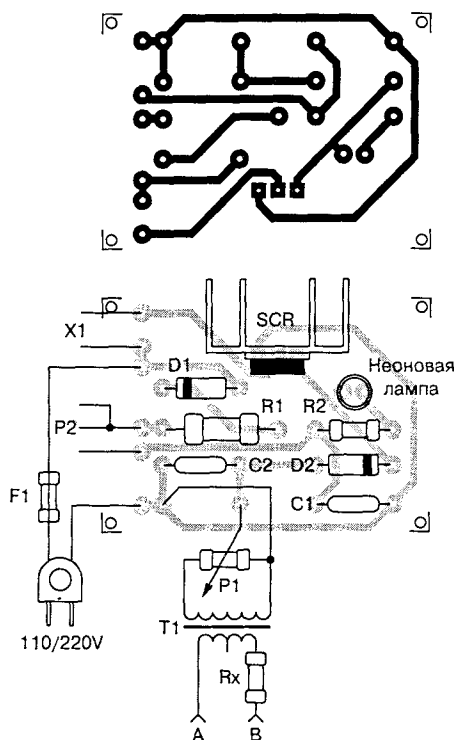 SCR
X1
Неоновая
лампа
D1
R1
R2
P2
C2
D2
F1
C1
P1
110/220V
T1
Rx
A
B